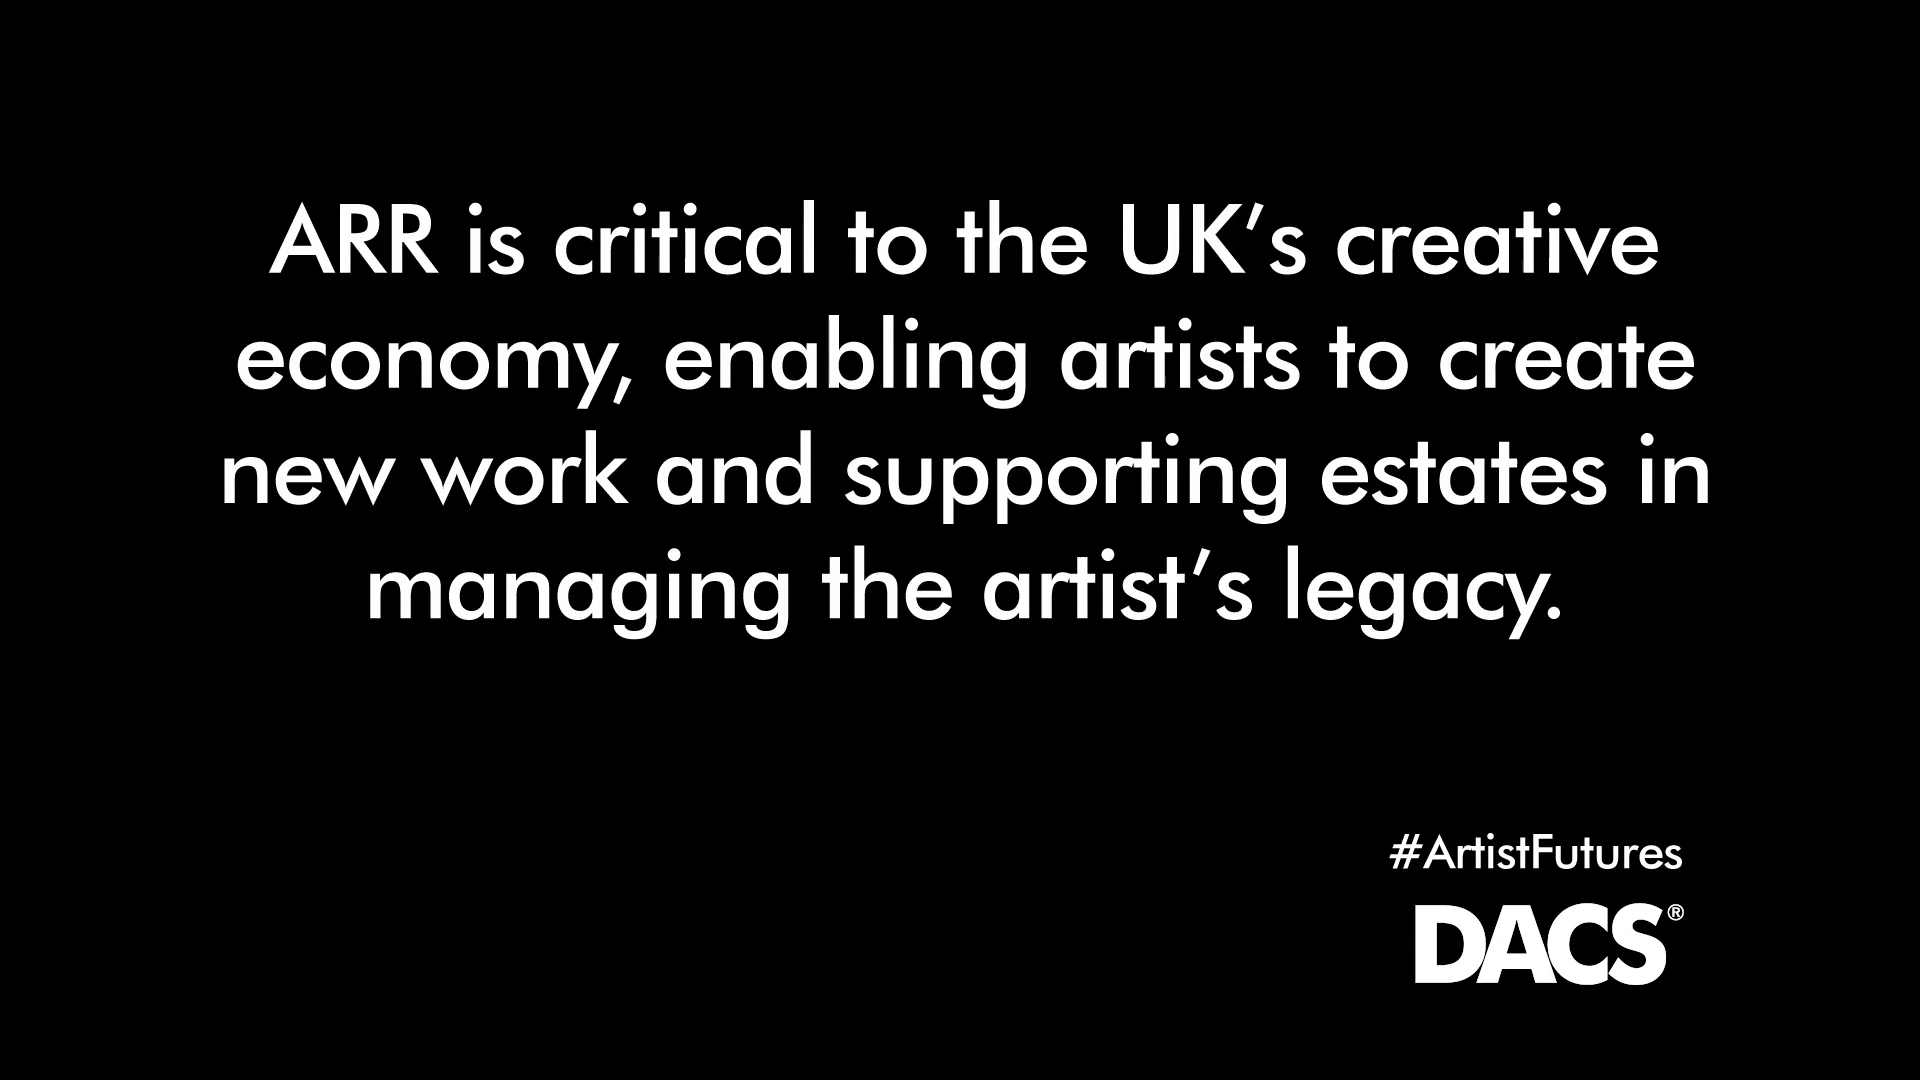 ARR is critical to the UK’s creative
economy, enabling artists to create
new work and supporting estates in
managing the artist’s legacy.
#ArtistFutures
DACS®